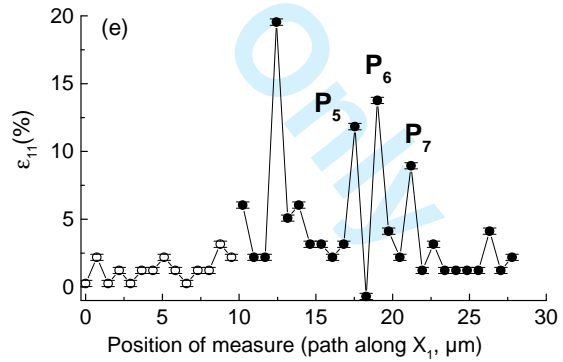 (e)
Only
20
15
10
5
0
ε₁₁(%)
P₅
P₆
P₇
0 5 10 15 20 25 30
Position of measure (path along X₁, μm)